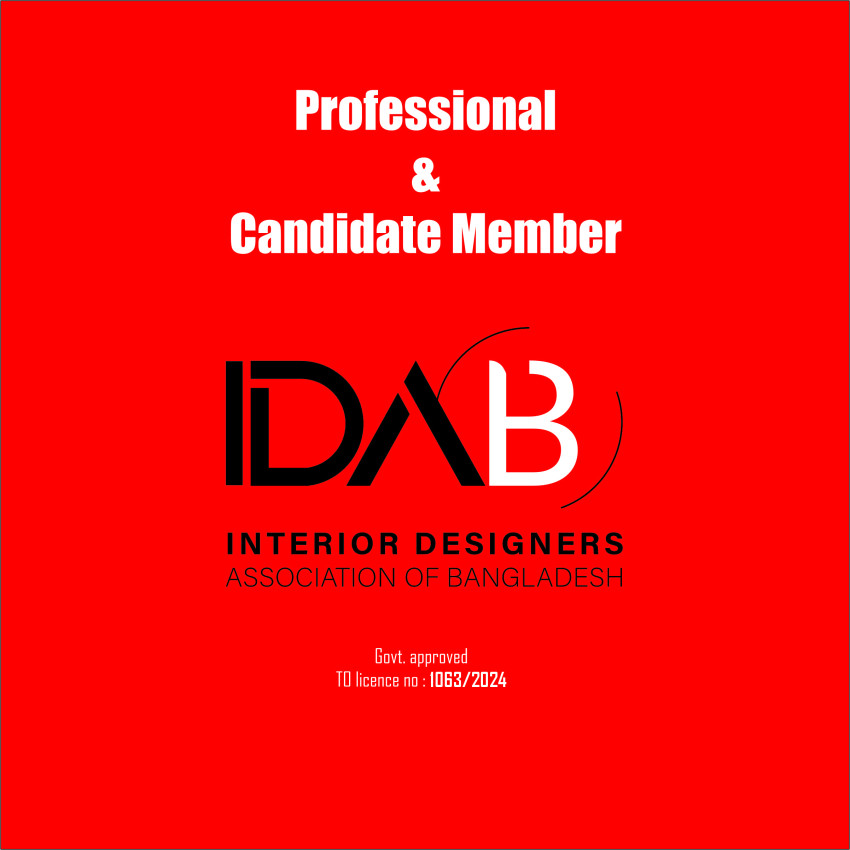 Professional
&
Candidate Member
IDAB
INTERIOR DESIGNERS
ASSOCIATION OF BANGLADESH
Govt. approved
TO licence no : 1063/2024